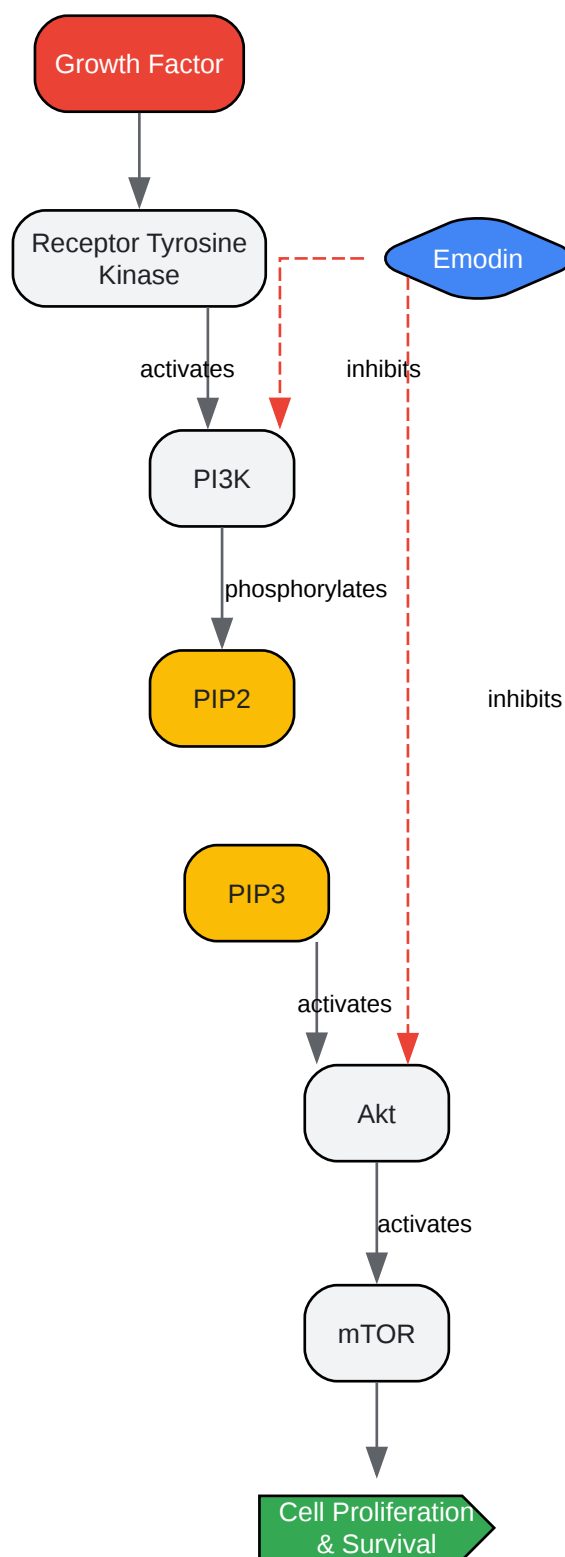 Growth Factor
Receptor Tyrosine
Kinase
Emodin
activates
inhibits
PI3K
phosphorylates
PIP2
inhibits
PIP3
activates
Akt
activates
mTOR
Cell Proliferation
& Survival